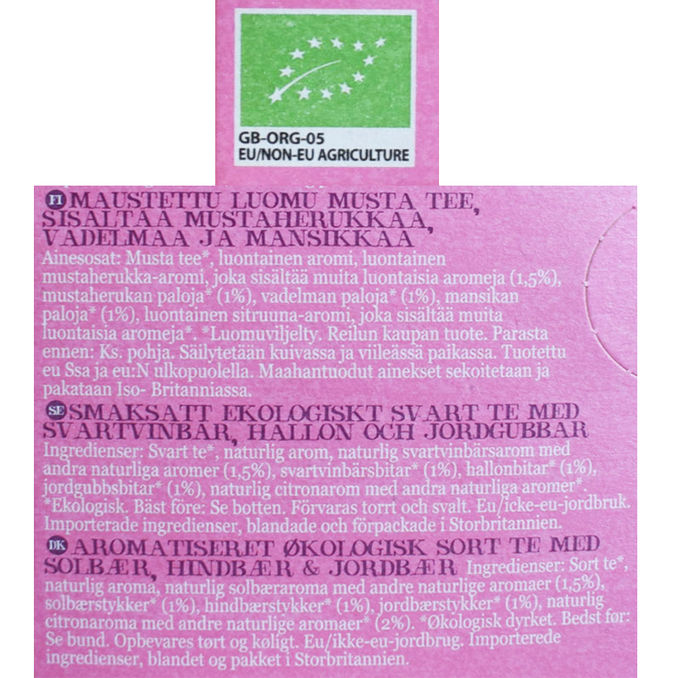 GB-ORG-05
EU/NON-EU AGRICULTURE
FI MAUSTETTU LUOMU MUSTA TEE,
SISALTAA MUSTAHERUKKAA,
VADELMAA JA MANSIKKAA
Ainesosat: Musta tee*, luontainen aromi, luontainen
mustaherukka-aromi, joka sisältää muita luontaisia aromeja (1,5%),
mustaherukan paloja* (1%), vadelman paloja* (1%), mansikan
paloja* (1%), luontainen sitruuna-aromi, joka sisältää muita
luontaisia aromeja*. *Luomuviljelty. Reilun kaupan tuote. Parasta
ennen: Ks. pohja. Säilytetään kuivassa ja viileässä paikassa. Tuotettu
eu Ssa ja eu:N ulkopuolella. Maahantuodut ainekset sekoitetaan ja
pakataan Iso- Britanniassa.
SE SMAKSATT EKOLOGISKT SVART TE MED
SVARTVINBAR, HALLON OCH JORDGUBBAR
Ingredienser: Svart te*, naturlig arom, naturlig svartvinbärsarom med
andra naturliga aromer (1,5%), svartvinbärsbitar* (1%), hallonbitar* (1%),
jordgubbsbitar* (1%), naturlig citronarom med andra naturliga aromer*.
*Ekologisk. Bäst före: Se botten. Förvaras torrt och svalt. Eu/icke-eu-jordbruk.
Importerade ingredienser, blandade och förpackade i Storbritannien.
DK AROMATISERET ØKOLOGISK SORT TE MED
SOLBÆR, HINDBÆR & JORDBÆR Ingredienser: Sort te*,
naturlig aroma, naturlig solbæraroma med andre naturlige aromaer (1,5%),
solbærstykker* (1%), hindbærstykker* (1%), jordbærstykker* (1%), naturlig
citronaroma med andre naturlige aromaer* (2%). *Økologisk dyrket. Bedst før:
Se bund. Opbevares tørt og køligt. Eu/ikke-eu-jordbrug. Importerede
ingredienser, blandet og pakket i Storbritannien.